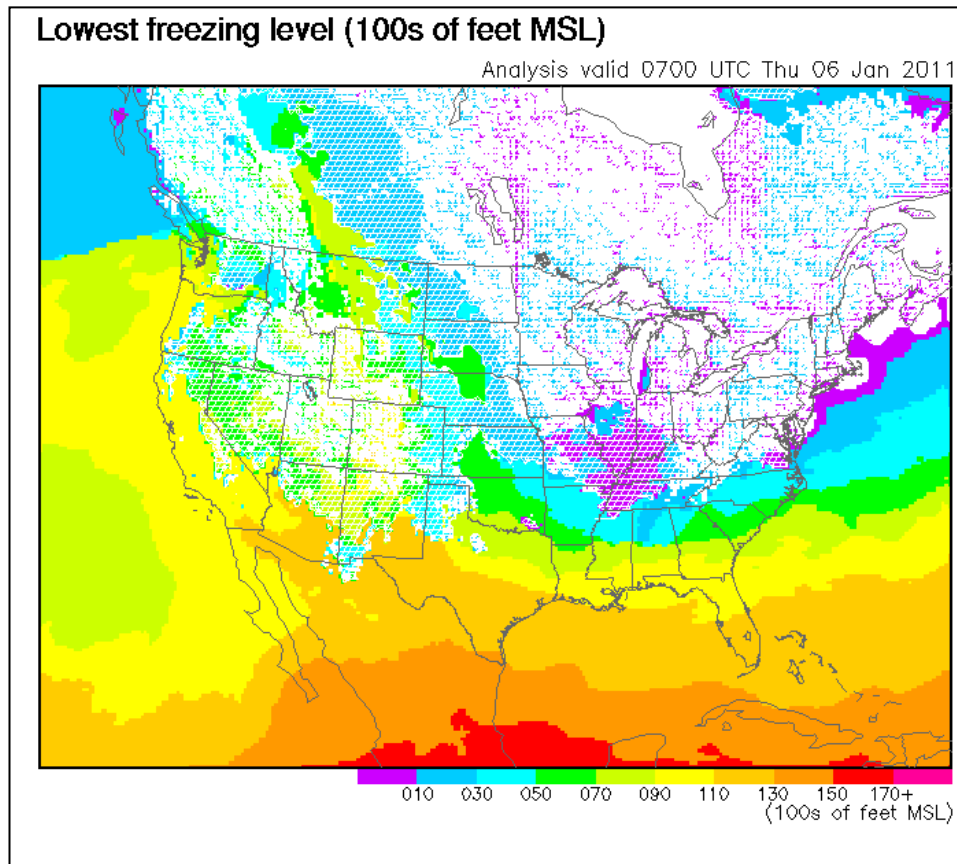 Lowest freezing level (100s of feet MSL)
Analysis valid 0700 UTC Thu 06 Jan 2011
010 030 050 070 090 110 130 150 170+
(100s of feet MSL)